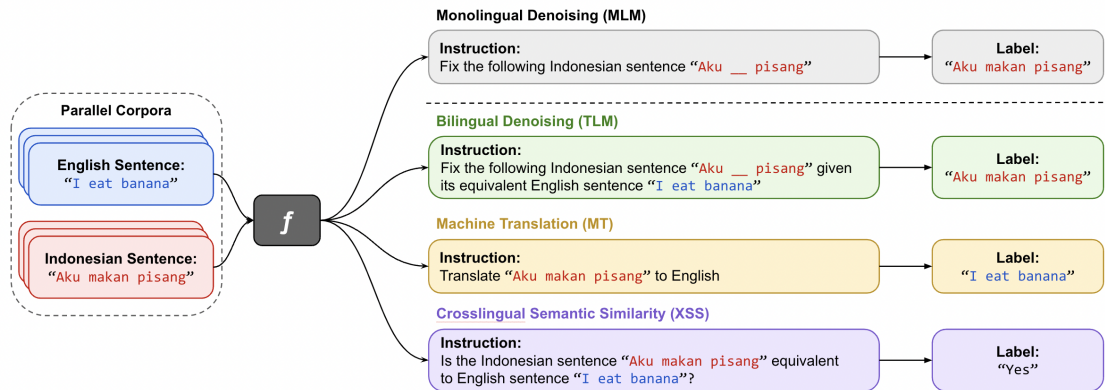 Parallel Corpora
English Sentence:
“I eat banana”
Indonesian Sentence:
“Aku makan pisang”
f
Monolingual Denoising (MLM)
Instruction:
Fix the following Indonesian sentence “Aku __ pisang”
Label:
“Aku makan pisang”
Bilingual Denoising (TLM)
Instruction:
Fix the following Indonesian sentence “Aku __ pisang” given
its equivalent English sentence “I eat banana”
Label:
“Aku makan pisang”
Machine Translation (MT)
Instruction:
Translate “Aku makan pisang” to English
Label:
“I eat banana”
Crosslingual Semantic Similarity (XSS)
Instruction:
Is the Indonesian sentence “Aku makan pisang” equivalent
to English sentence “I eat banana”?
Label:
“Yes”